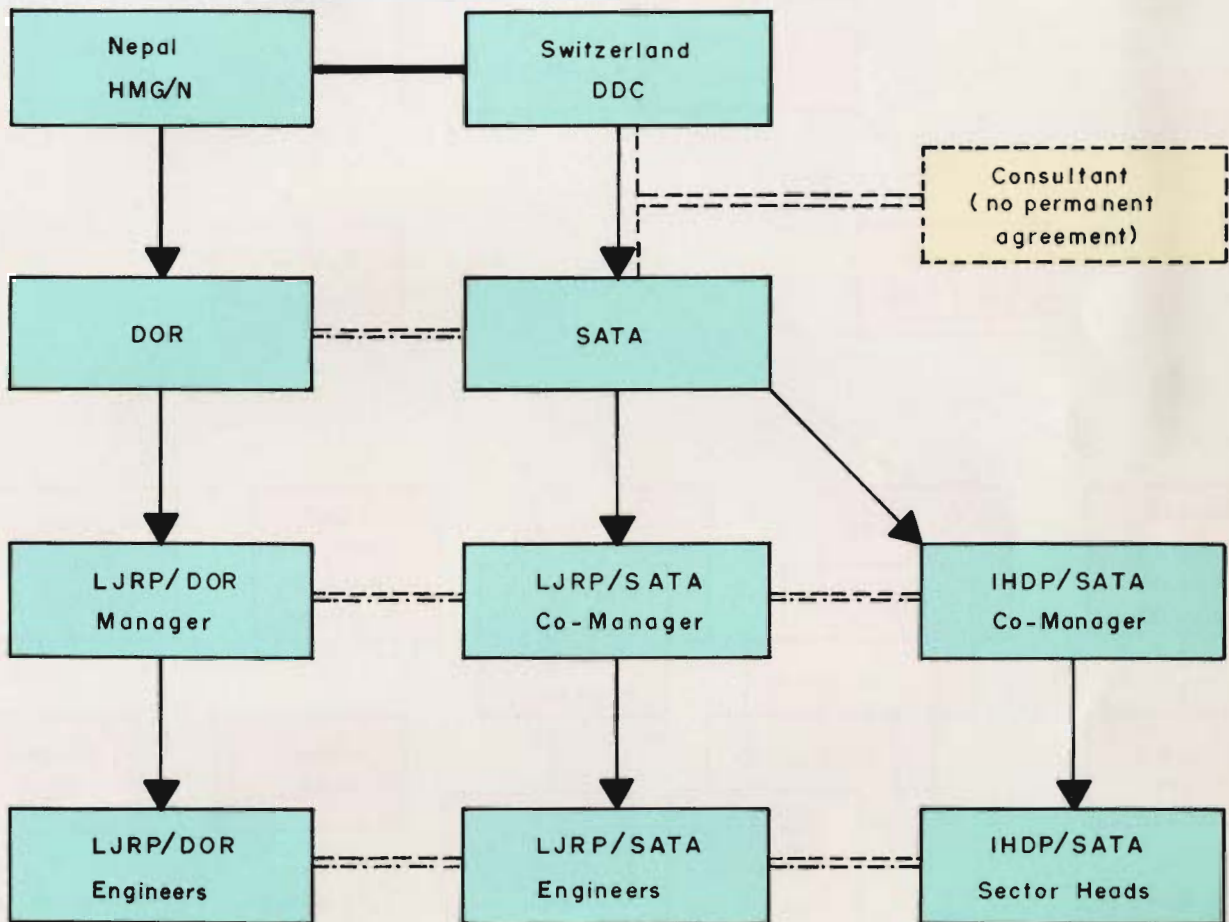 Nepal
HMG/N
Switzerland
DDC
Consultant
(no permanent
agreement)
DOR
SATA
LJRP/DOR
Manager
LJRP/SATA
Co-Manager
IHDP/SATA
Co-Manager
LJRP/DOR
Engineers
LJRP/SATA
Engineers
IHDP/SATA
Sector Heads